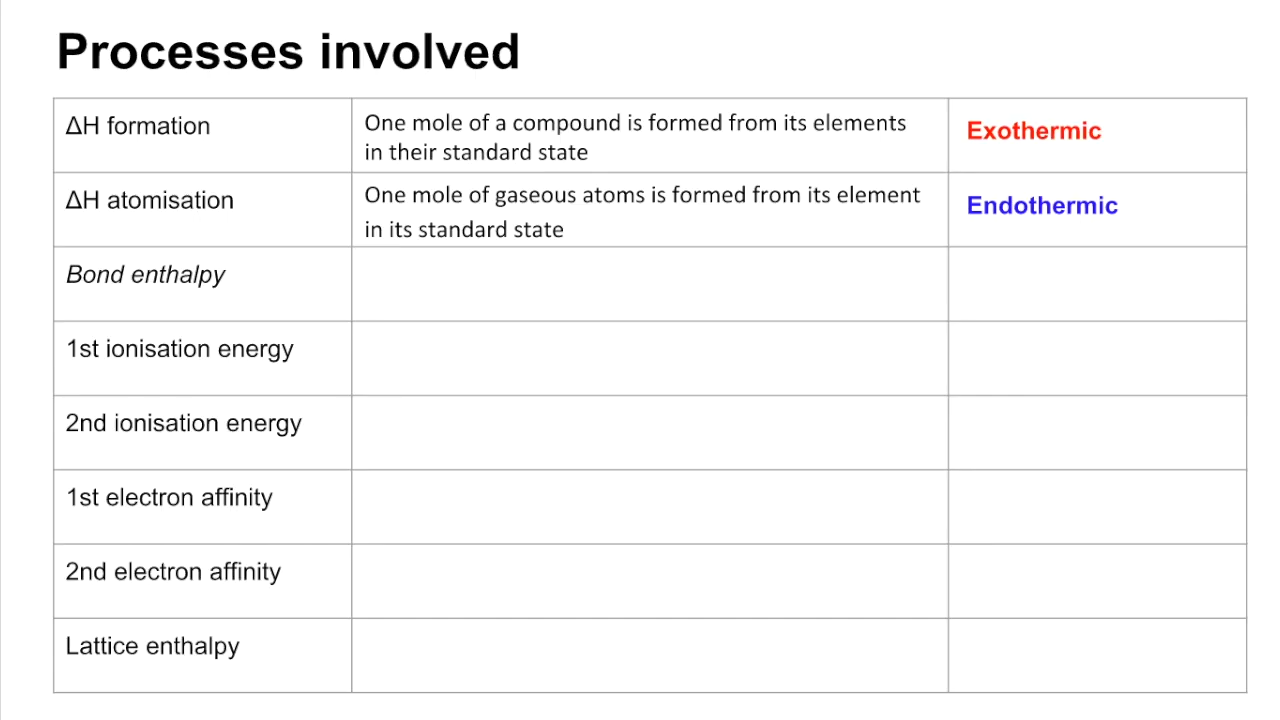 Processes involved
ΔH formation
One mole of a compound is formed from its elements
in their standard state
Exothermic
ΔH atomisation
One mole of gaseous atoms is formed from its element
in its standard state
Endothermic
Bond enthalpy
1st ionisation energy
2nd ionisation energy
1st electron affinity
2nd electron affinity
Lattice enthalpy